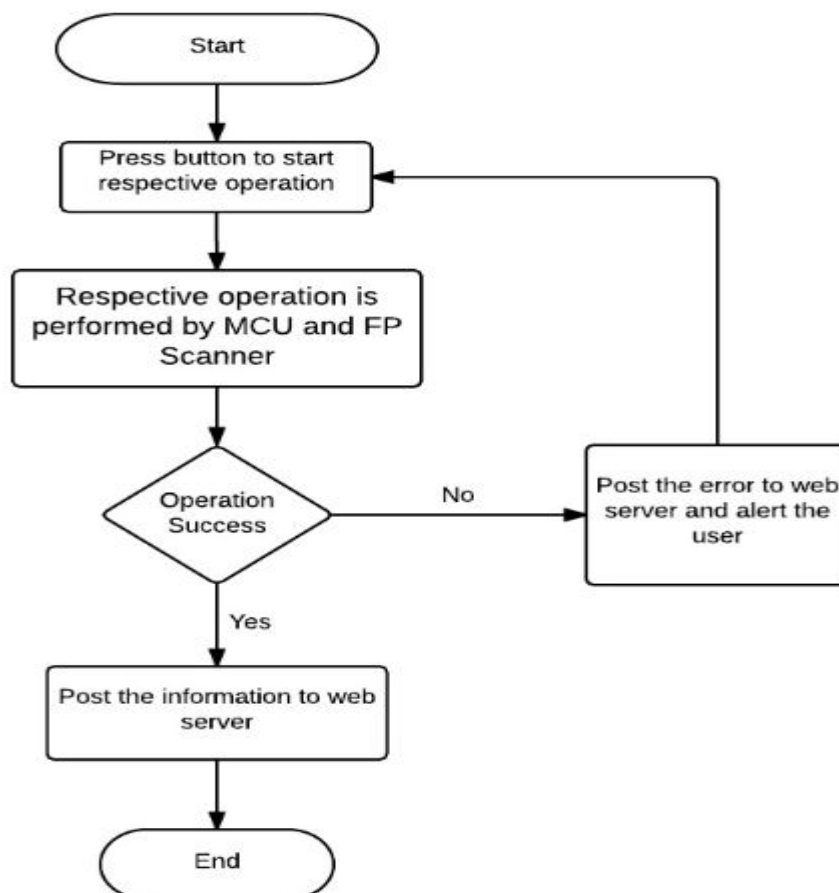 Start
Press button to start
respective operation
Respective operation is
performed by MCU and FP
Scanner
Operation
Success
No
Post the error to web
server and alert the
user
Yes
Post the information to web
server
End